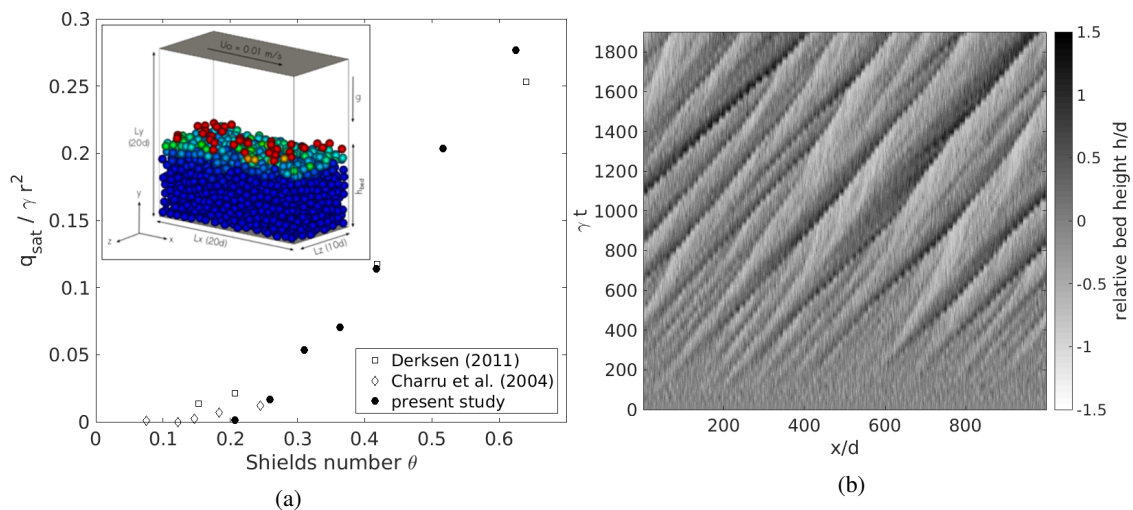 0.3
0.25
0.2
0.15
0.1
0.05
0
0 0.1 0.2 0.3 0.4 0.5 0.6
q_sat / γ r²
Shields number θ
Uo = 0.01 m/s
g
Ly
(20d)
h_bed
y
x
z
Lx (20d)
Lz (10d)
Derksen (2011)
Charru et al. (2004)
present study
(a)
1800
1600
1400
1200
1000
800
600
400
200
0
γ t
200 400 600 800
x/d
1.5
1
0.5
0
-0.5
-1
-1.5
relative bed height h/d
(b)